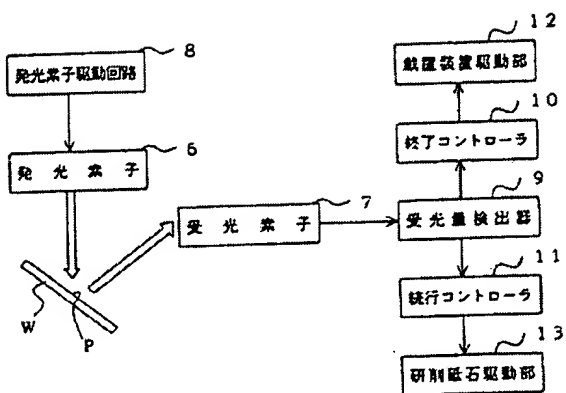 8
発光素子駆動回路
6
発光素子
7
受光素子
W
P
12
載置装置駆動部
10
終了コントローラ
9
受光量検出器
11
続行コントローラ
13
研削砥石駆動部